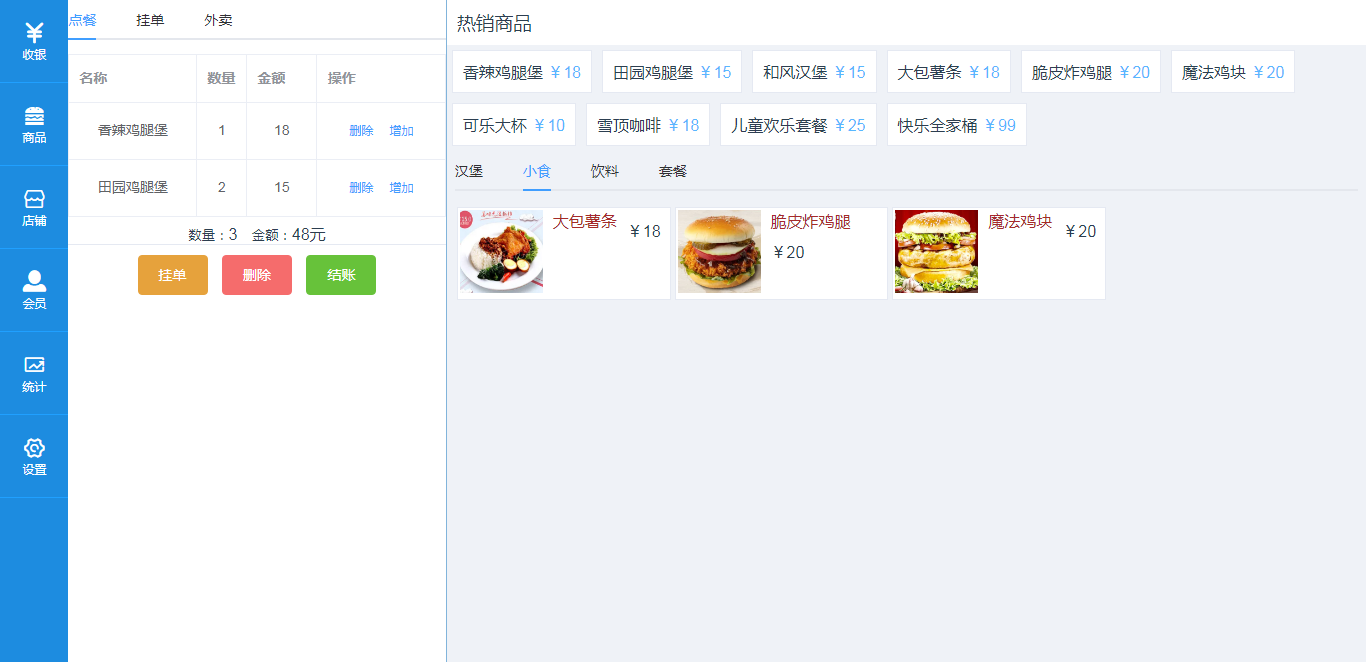 收银
商品
店铺
会员
统计
设置
点餐 挂单 外卖
名称 数量 金额 操作
香辣鸡腿堡 1 18 删除 增加
田园鸡腿堡 2 15 删除 增加
数量：3 金额：48元
挂单 删除 结账
热销商品
香辣鸡腿堡 ￥18 田园鸡腿堡 ￥15 和风汉堡 ￥15 大包薯条 ￥18 脆皮炸鸡腿 ￥20 魔法鸡块 ￥20
可乐大杯 ￥10 雪顶咖啡 ￥18 儿童欢乐套餐 ￥25 快乐全家桶 ￥99
汉堡 小食 饮料 套餐
大包薯条 ￥18
脆皮炸鸡腿
￥20
魔法鸡块 ￥20